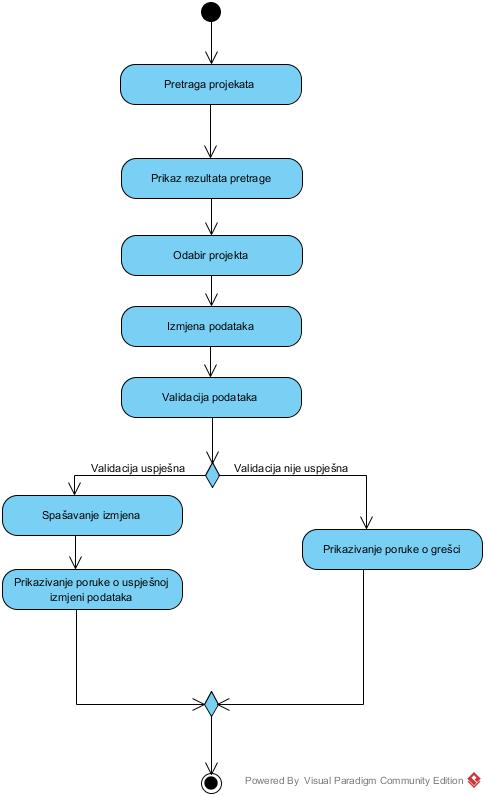 Pretraga projekata
Prikaz rezultata pretrage
Odabir projekta
Izmjena podataka
Validacija podataka
Validacija uspješna
Validacija nije uspješna
Spašavanje izmjena
Prikazivanje poruke o grešci
Prikazivanje poruke o uspješnoj
izmjeni podataka
Powered By Visual Paradigm Community Edition